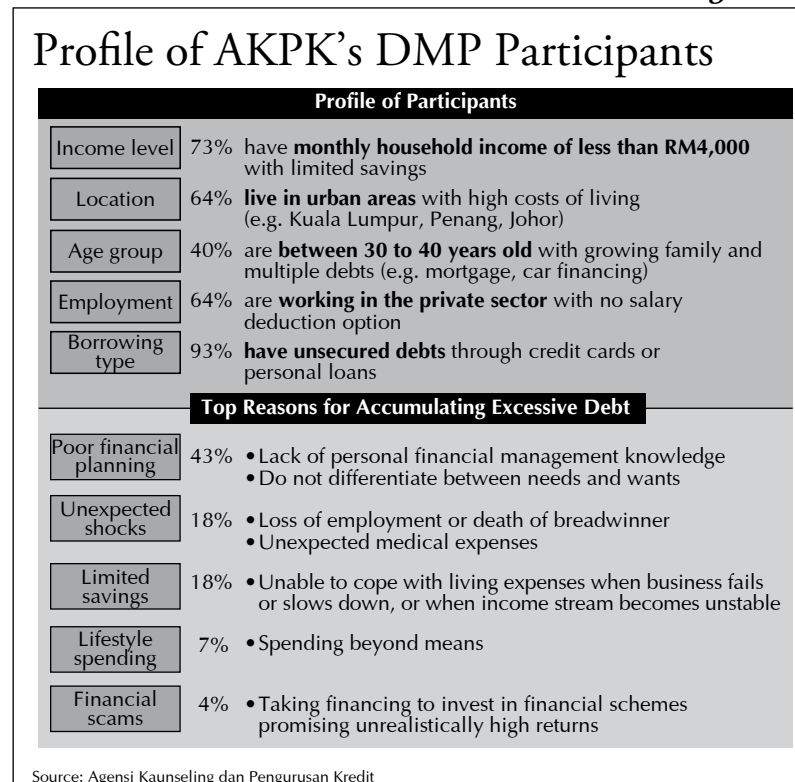 Profile of AKPK's DMP Participants
Profile of Participants
Income level 73% have monthly household income of less than RM4,000
with limited savings
Location 64% live in urban areas with high costs of living
(e.g. Kuala Lumpur, Penang, Johor)
Age group 40% are between 30 to 40 years old with growing family and
multiple debts (e.g. mortgage, car financing)
Employment 64% are working in the private sector with no salary
deduction option
Borrowing
type 93% have unsecured debts through credit cards or
personal loans
Top Reasons for Accumulating Excessive Debt
Poor financial
planning 43% • Lack of personal financial management knowledge
• Do not differentiate between needs and wants
Unexpected
shocks 18% • Loss of employment or death of breadwinner
• Unexpected medical expenses
Limited
savings 18% • Unable to cope with living expenses when business fails
or slows down, or when income stream becomes unstable
Lifestyle
spending 7% • Spending beyond means
Financial
scams 4% • Taking financing to invest in financial schemes
promising unrealistically high returns
Source: Agensi Kaunseling dan Pengurusan Kredit